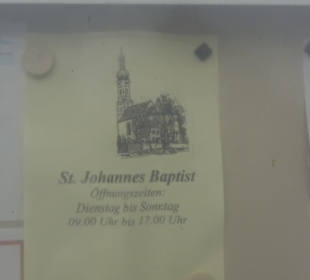 St. Johannes Baptist
Öffnungszeiten:
Dienstag bis Sonntag
09.00 Uhr bis 17.00 Uhr